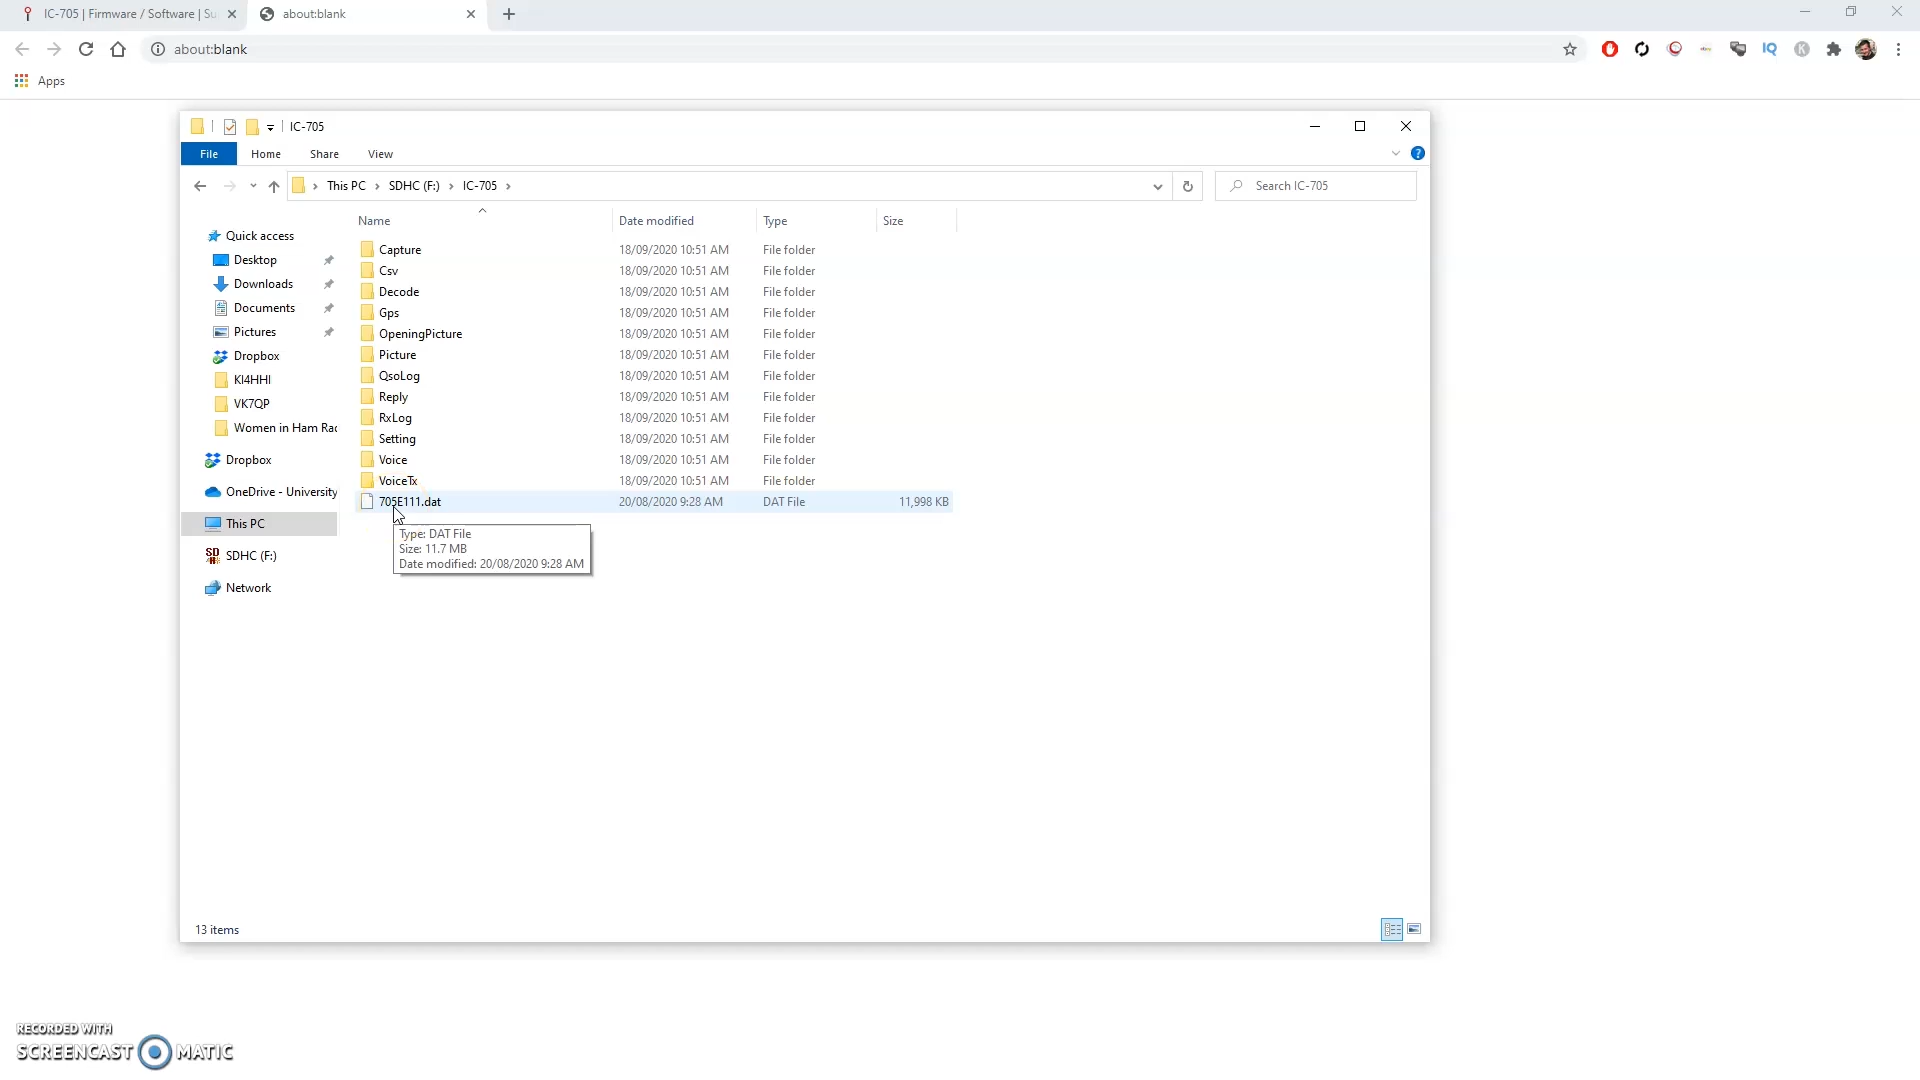 IC-705 | Firmware / Software | Su
about:blank
about:blank
Apps
IC-705
File Home Share View
This PC > SDHC (F:) > IC-705 >
Search IC-705
Name Date modified Type Size
Quick access
Desktop
Downloads
Documents
Pictures
Dropbox
KI4HHI
VK7QP
Women in Ham Rad
Dropbox
OneDrive - University
This PC
SDHC (F:)
Network
Capture 18/09/2020 10:51 AM File folder
Csv 18/09/2020 10:51 AM File folder
Decode 18/09/2020 10:51 AM File folder
Gps 18/09/2020 10:51 AM File folder
OpeningPicture 18/09/2020 10:51 AM File folder
Picture 18/09/2020 10:51 AM File folder
QsoLog 18/09/2020 10:51 AM File folder
Reply 18/09/2020 10:51 AM File folder
RxLog 18/09/2020 10:51 AM File folder
Setting 18/09/2020 10:51 AM File folder
Voice 18/09/2020 10:51 AM File folder
VoiceTx 18/09/2020 10:51 AM File folder
705E111.dat 20/08/2020 9:28 AM DAT File 11,998 KB
Type: DAT File
Size: 11.7 MB
Date modified: 20/08/2020 9:28 AM
13 items
RECORDED WITH
SCREENCAST MATIC